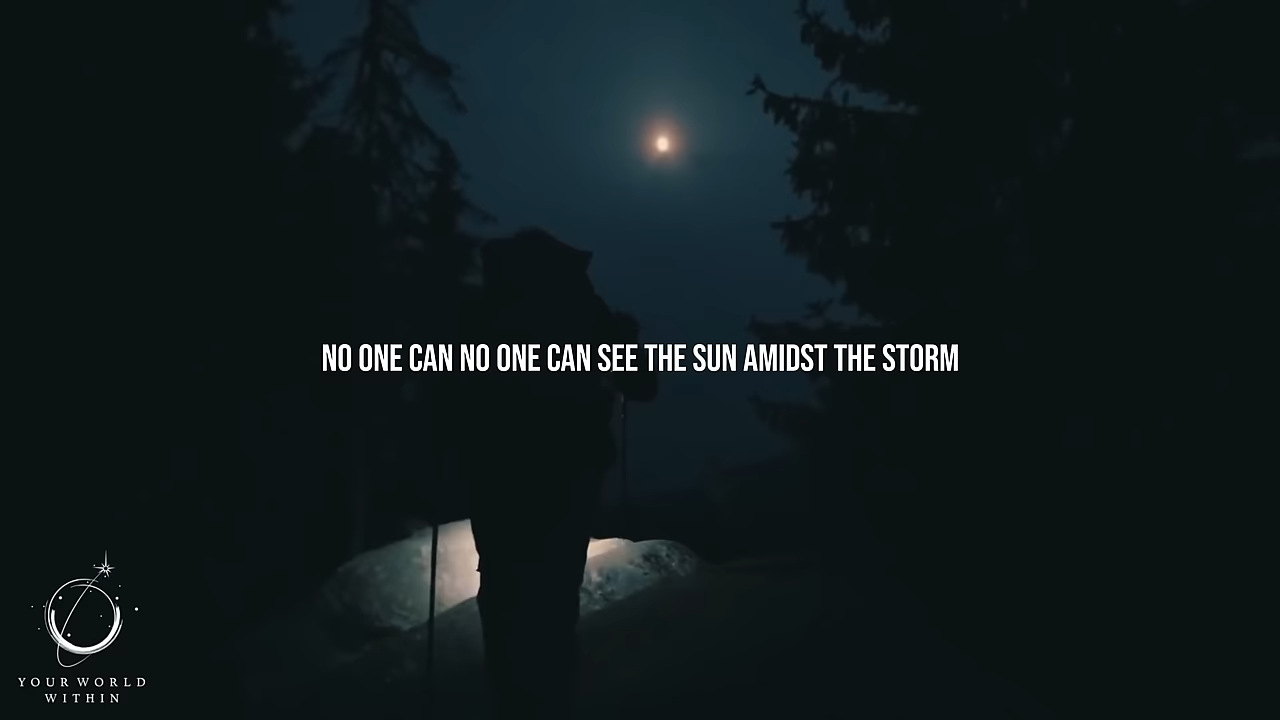 NO ONE CAN NO ONE CAN SEE THE SUN AMIDST THE STORM
YOUR WORLD
WITHIN